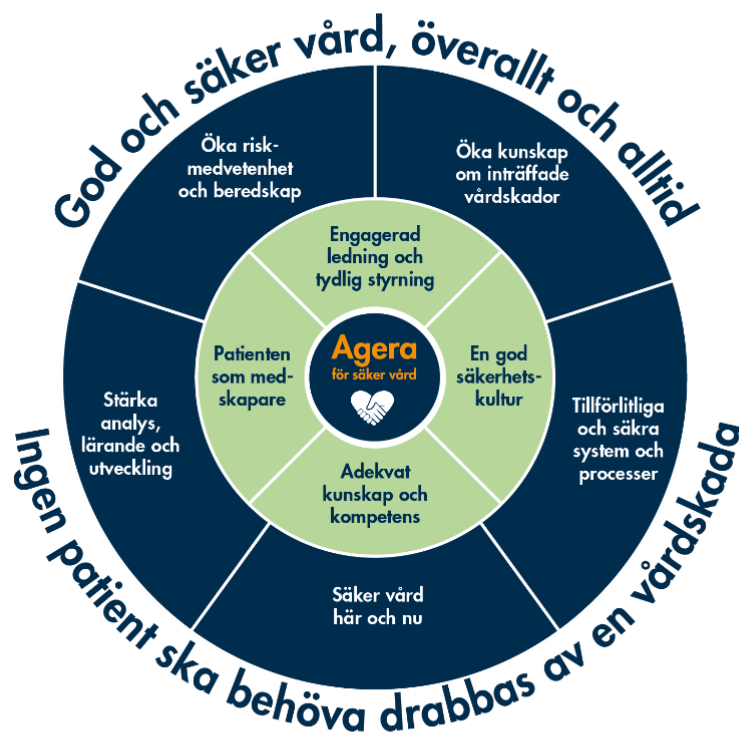 God och säker vård, överallt och alltid
Öka risk-
medvetenhet
och beredskap
Öka kunskap
om inträffade
vårdskador
Engagerad
ledning och
tydlig styrning
Patienten
som med-
skapare
Agera
för säker vård
En god
säkerhets-
kultur
Stärka
analys,
lärande och
utveckling
Tillförlitliga
och säkra
system och
processer
Adekvat
kunskap och
kompetens
Säker vård
här och nu
Ingen patient ska behöva drabbas av en vårdskada